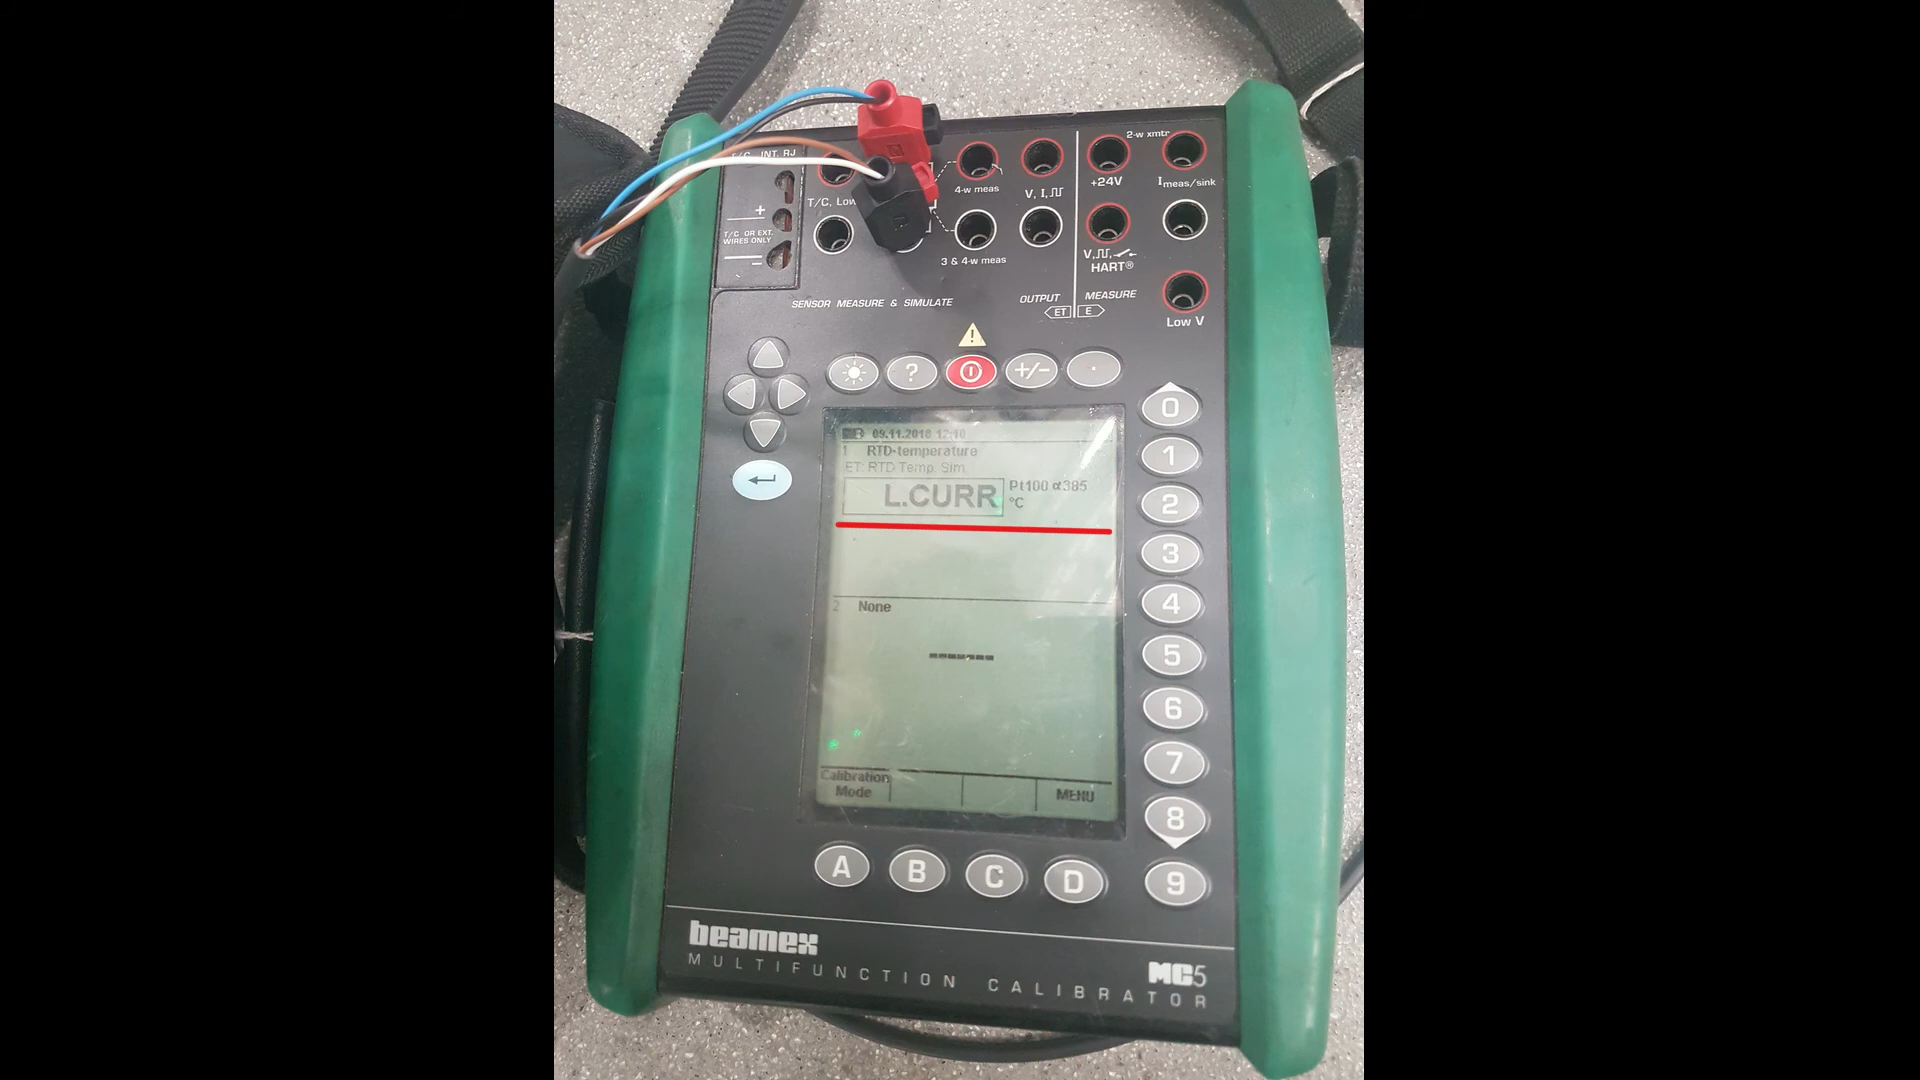 T/C, INT. RJ
+
T/C OR EXT.
WIRES ONLY
−
T/C, Low
4-w meas
3 & 4-w meas
V, I,
2-w xmtr
+24V
Imeas/sink
V,
HART®
Low V
SENSOR MEASURE & SIMULATE
OUTPUT
MEASURE
ET
E
?
+/−
09.11.2018 12:10
1 RTD-temperature
ET: RTD Temp. Sim.
L.CURR
Pt100 α385
°C
2 None
-------
Calibration
Mode
MENU
0
1
2
3
4
5
6
7
8
9
A
B
C
D
beamex
MULTIFUNCTION CALIBRATOR
MC5